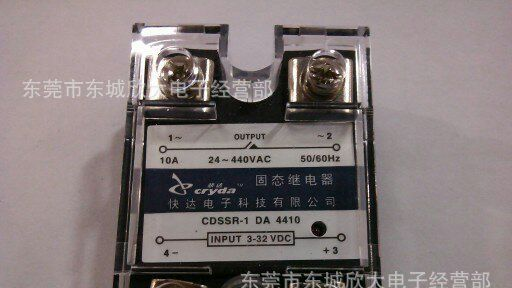 东莞市东城欣大电子经营部
1~ OUTPUT ~2
10A 24~440VAC 50/60Hz
快达 cryda™ 固态继电器
快达电子科技有限公司
CDSSR-1 DA 4410
INPUT 3-32 VDC
4- +3
东莞市东城欣大电子经营部